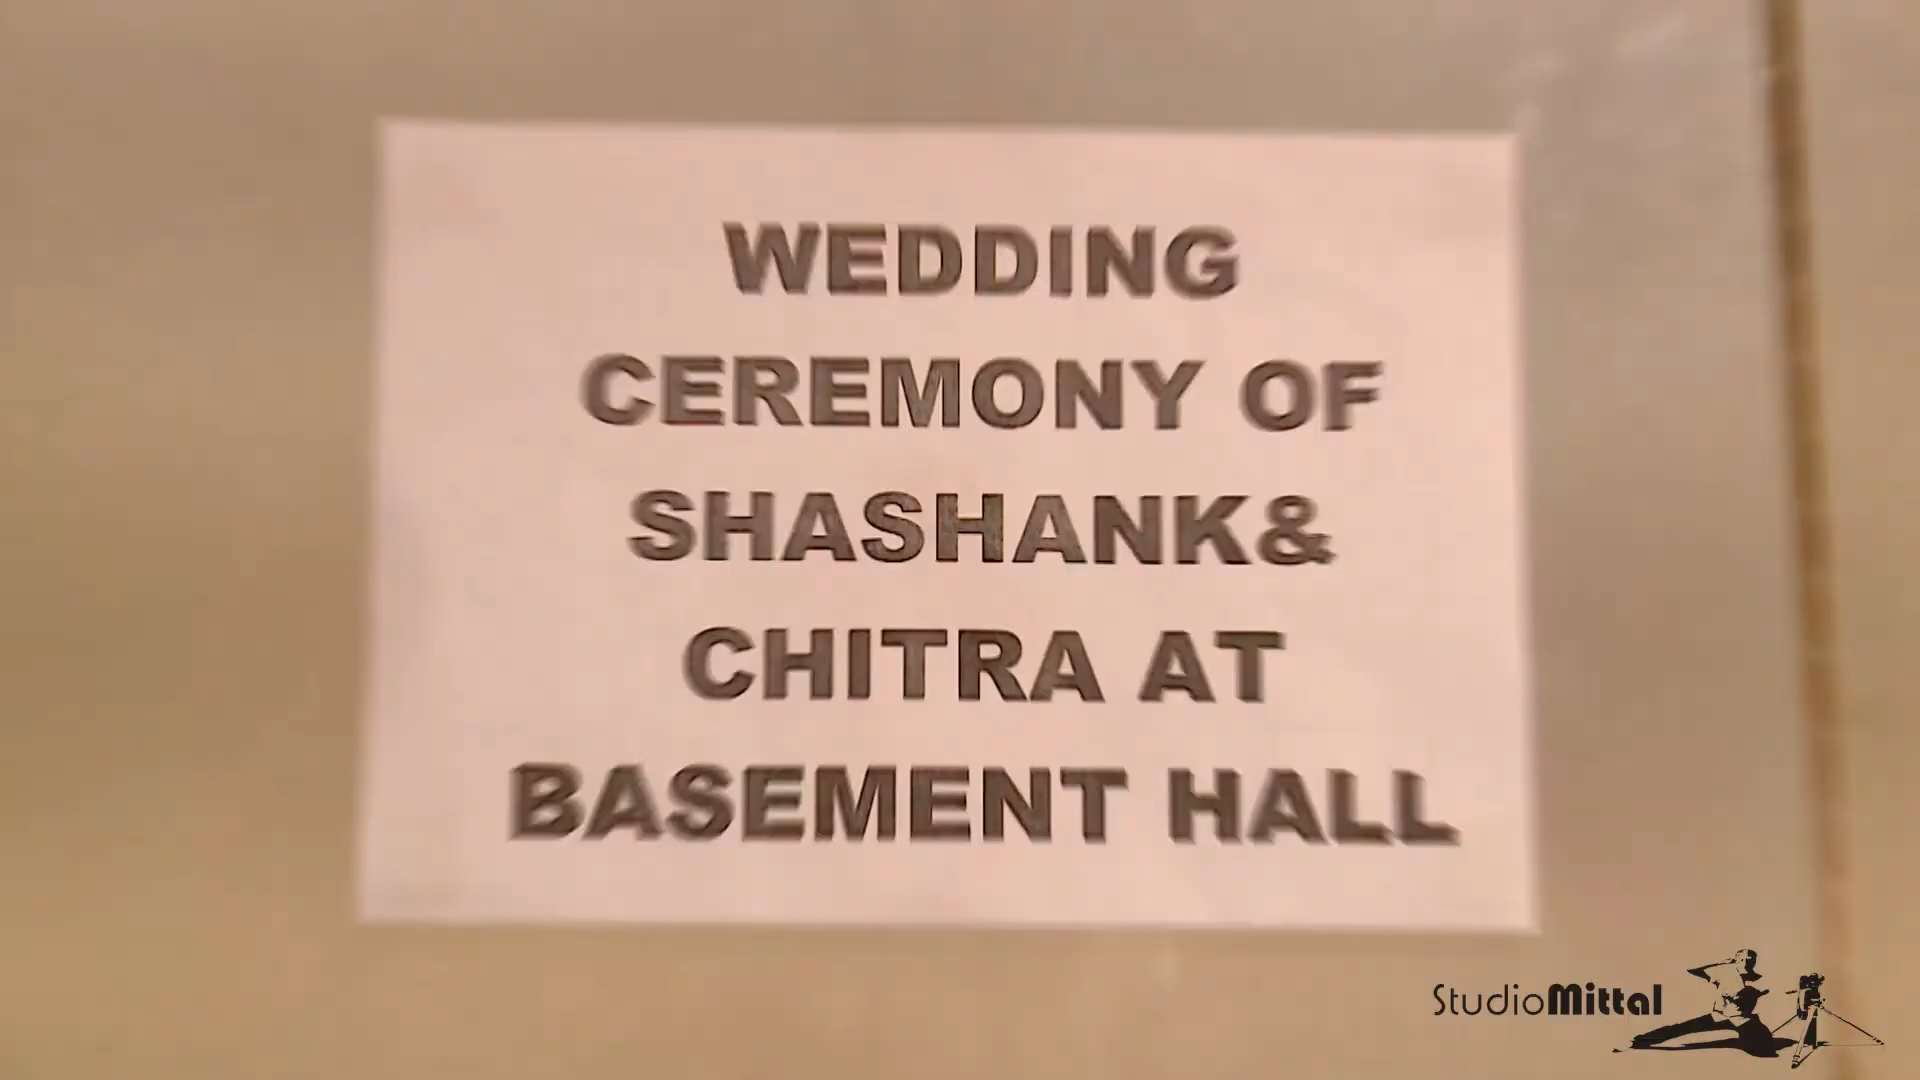 WEDDING
CEREMONY OF
SHASHANK&
CHITRA AT
BASEMENT HALL
StudioMittal